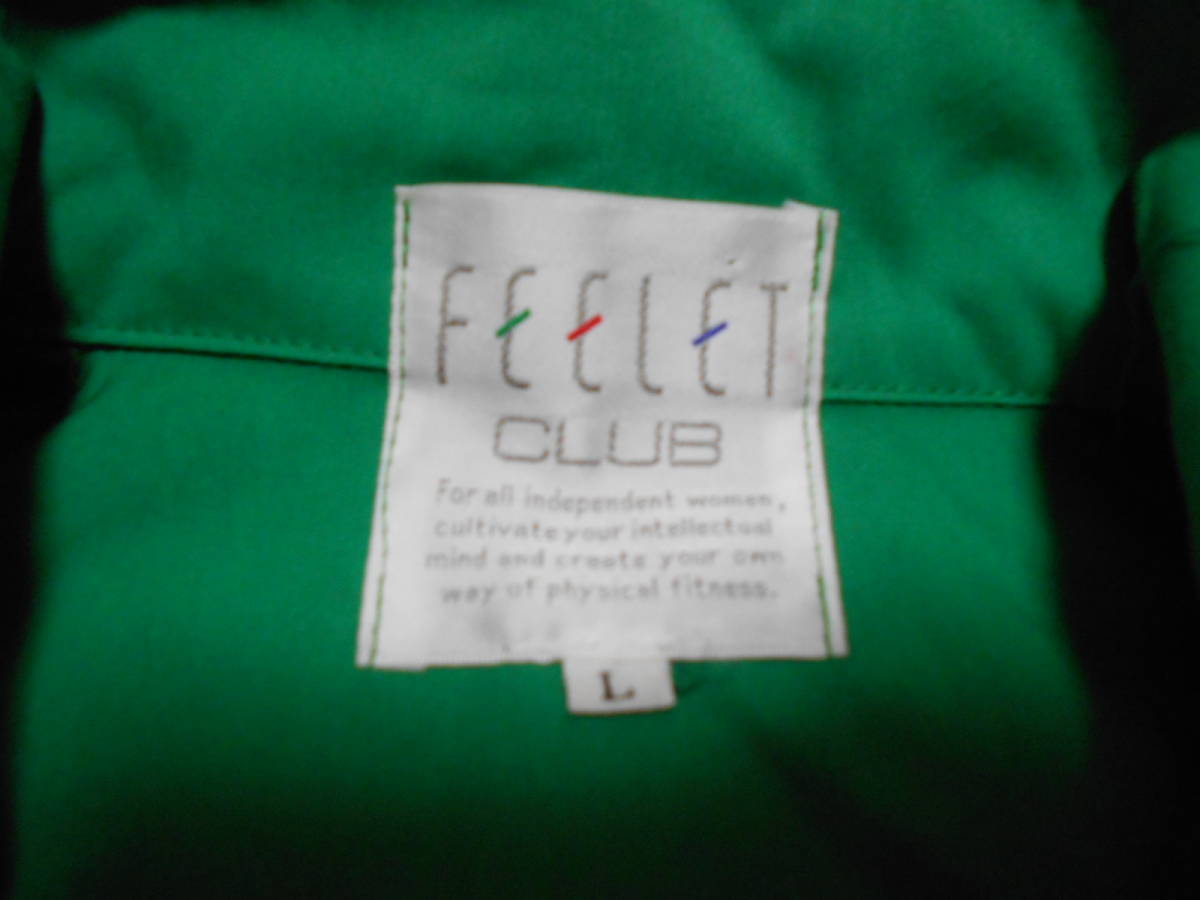 FEELET
CLUB
For all independent women,
cultivate your intellectual
mind and create your own
way of physical fitness.
L